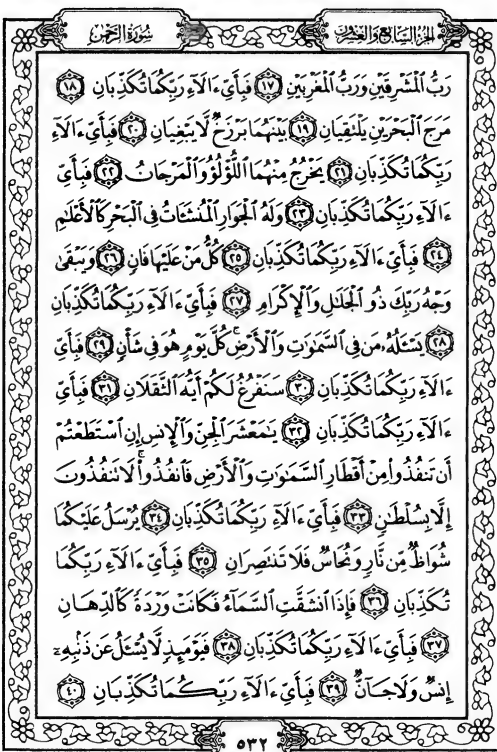 الجزء السابع والعشرون سورة الرحمن
رَبُّ ٱلْمَشْرِقَيْنِ وَرَبُّ ٱلْمَغْرِبَيْنِ ١٧ فَبِأَيِّ ءَالَآءِ رَبِّكُمَا تُكَذِّبَانِ ١٨
مَرَجَ ٱلْبَحْرَيْنِ يَلْتَقِيَانِ ١٩ بَيْنَهُمَا بَرْزَخٌ لَّا يَبْغِيَانِ ٢٠ فَبِأَيِّ ءَالَآءِ
رَبِّكُمَا تُكَذِّبَانِ ٢١ يَخْرُجُ مِنْهُمَا ٱللُّؤْلُؤُ وَٱلْمَرْجَاتُ ٢٢ فَبِأَيِّ
ءَالَآءِ رَبِّكُمَا تُكَذِّبَانِ ٢٣ وَلَهُ ٱلْجَوَارِ ٱلْمُنشَـَٔاتُ فِى ٱلْبَحْرِ كَٱلْأَعْلَـٰمِ
٢٤ فَبِأَيِّ ءَالَآءِ رَبِّكُمَا تُكَذِّبَانِ ٢٥ كُلُّ مَنْ عَلَيْهَا فَانٍ ٢٦ وَيَبْقَىٰ
وَجْهُ رَبِّكَ ذُو ٱلْجَلَـٰلِ وَٱلْإِكْرَامِ ٢٧ فَبِأَيِّ ءَالَآءِ رَبِّكُمَا تُكَذِّبَانِ
٢٨ يَسْـَٔلُهُۥ مَن فِى ٱلسَّمَـٰوَٰتِ وَٱلْأَرْضِ ۚ كُلَّ يَوْمٍ هُوَ فِى شَأْنٍ ٢٩ فَبِأَيِّ
ءَالَآءِ رَبِّكُمَا تُكَذِّبَانِ ٣٠ سَنَفْرُغُ لَكُمْ أَيُّهَ ٱلثَّقَلَانِ ٣١ فَبِأَيِّ
ءَالَآءِ رَبِّكُمَا تُكَذِّبَانِ ٣٢ يَـٰمَعْشَرَ ٱلْجِنِّ وَٱلْإِنسِ إِنِ ٱسْتَطَعْتُمْ
أَن تَنفُذُوا۟ مِنْ أَقْطَارِ ٱلسَّمَـٰوَٰتِ وَٱلْأَرْضِ فَٱنفُذُوا۟ ۚ لَا تَنفُذُونَ
إِلَّا بِسُلْطَـٰنٍ ٣٣ فَبِأَيِّ ءَالَآءِ رَبِّكُمَا تُكَذِّبَانِ ٣٤ يُرْسَلُ عَلَيْكُمَا
شُوَاظٌ مِّن نَّارٍ وَنُحَاسٌ فَلَا تَنتَصِرَانِ ٣٥ فَبِأَيِّ ءَالَآءِ رَبِّكُمَا
تُكَذِّبَانِ ٣٦ فَإِذَا ٱنشَقَّتِ ٱلسَّمَآءُ فَكَانَتْ وَرْدَةً كَٱلدِّهَانِ
٣٧ فَبِأَيِّ ءَالَآءِ رَبِّكُمَا تُكَذِّبَانِ ٣٨ فَيَوْمَئِذٍ لَّا يُسْـَٔلُ عَن ذَنۢبِهِۦٓ
إِنسٌ وَلَا جَآنٌّ ٣٩ فَبِأَيِّ ءَالَآءِ رَبِّكُمَا تُكَذِّبَانِ ٤٠
٥٣٢